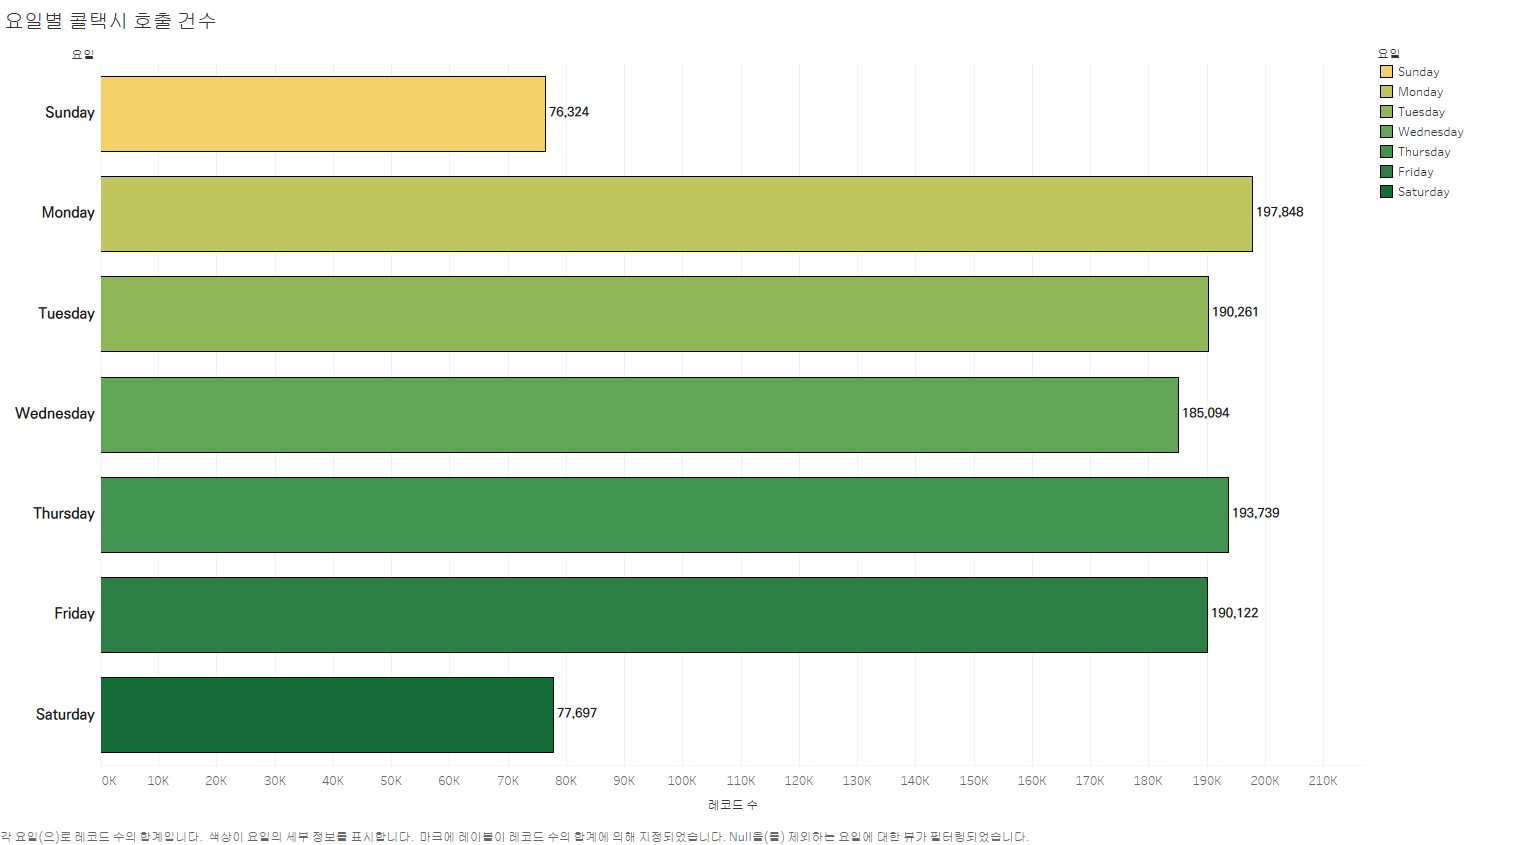 요일별 콜택시 호출 건수
요일
Sunday 76,324
Monday 197,848
Tuesday 190,261
Wednesday 185,094
Thursday 193,739
Friday 190,122
Saturday 77,697
0K 10K 20K 30K 40K 50K 60K 70K 80K 90K 100K 110K 120K 130K 140K 150K 160K 170K 180K 190K 200K 210K
레코드 수
각 요일(으)로 레코드 수의 합계입니다. 색상이 요일의 세부 정보를 표시합니다. 마크에 레이블이 레코드 수의 합계에 의해 지정되었습니다. Null을(를) 제외하는 요일에 대한 뷰가 필터링되었습니다.
요일
Sunday
Monday
Tuesday
Wednesday
Thursday
Friday
Saturday